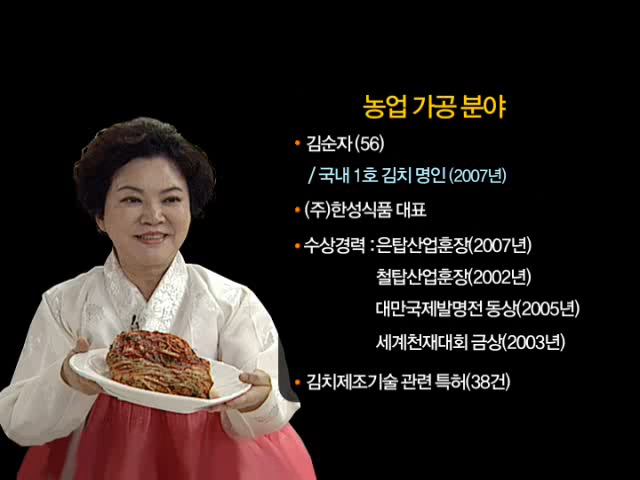 농업 가공 분야
• 김순자 (56)
/ 국내 1호 김치 명인 (2007년)
• (주)한성식품 대표
• 수상경력 : 은탑산업훈장(2007년)
철탑산업훈장(2002년)
대만국제발명전 동상(2005년)
세계천재대회 금상(2003년)
• 김치제조기술 관련 특허(38건)